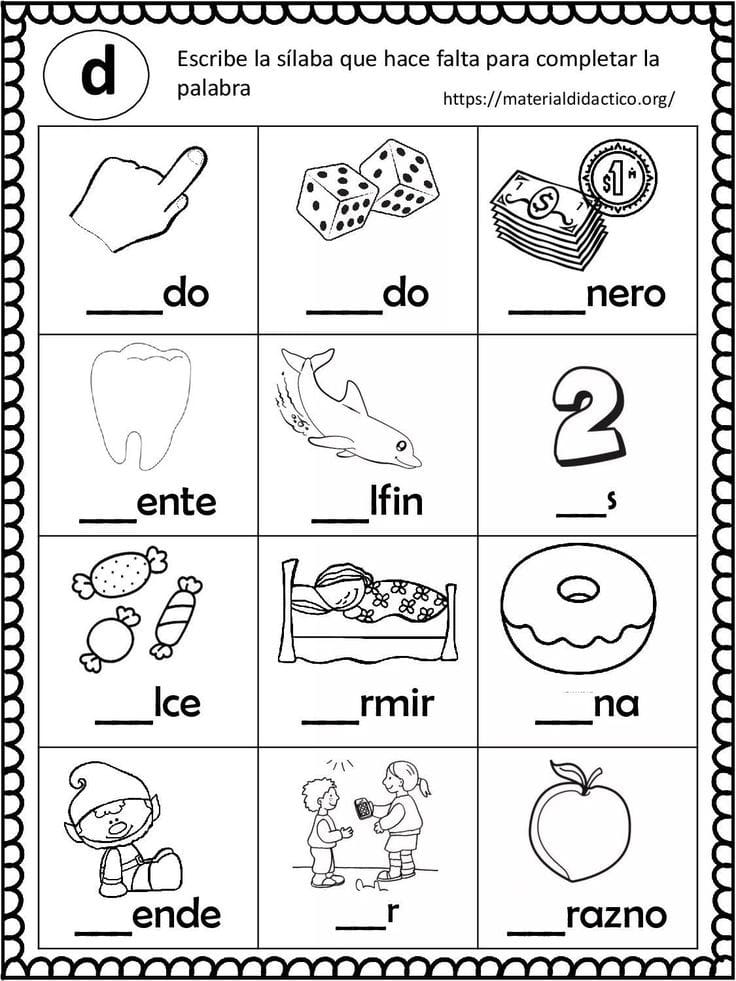 d
Escribe la sílaba que hace falta para completar la
palabra
https://materialdidactico.org/
____do
____do
____nero
___ente
___lfin
___s
___lce
___rmir
___na
___ende
___r
___razno